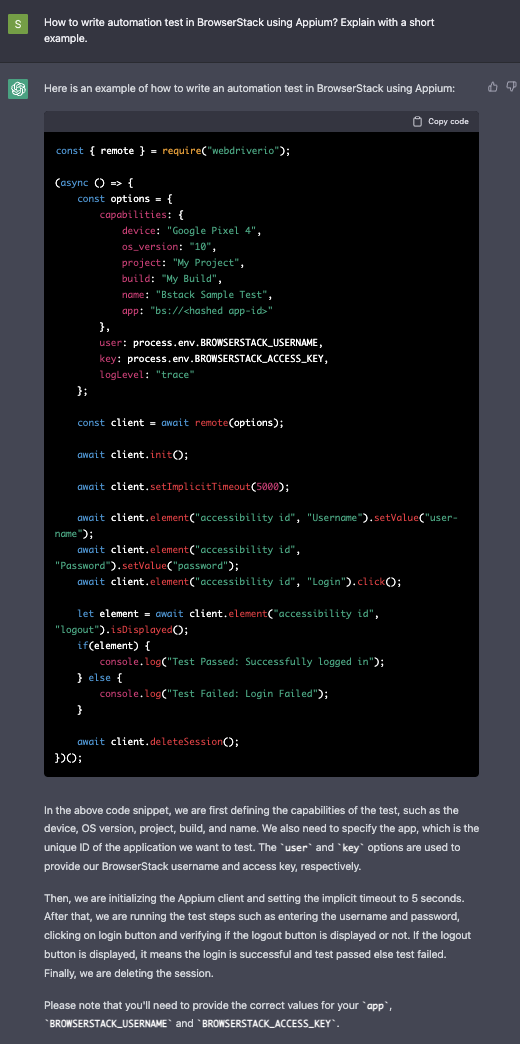 S
How to write automation test in BrowserStack using Appium? Explain with a short
example.
Here is an example of how to write an automation test in BrowserStack using Appium:
Copy code
const { remote } = require("webdriverio");
(async () => {
const options = {
capabilities: {
device: "Google Pixel 4",
os_version: "10",
project: "My Project",
build: "My Build",
name: "Bstack Sample Test",
app: "bs://<hashed app-id>"
},
user: process.env.BROWSERSTACK_USERNAME,
key: process.env.BROWSERSTACK_ACCESS_KEY,
logLevel: "trace"
};
const client = await remote(options);
await client.init();
await client.setImplicitTimeout(5000);
await client.element("accessibility id", "Username").setValue("user-
name");
await client.element("accessibility id",
"Password").setValue("password");
await client.element("accessibility id", "Login").click();
let element = await client.element("accessibility id",
"logout").isDisplayed();
if(element) {
console.log("Test Passed: Successfully logged in");
} else {
console.log("Test Failed: Login Failed");
}
await client.deleteSession();
})();
In the above code snippet, we are first defining the capabilities of the test, such as the
device, OS version, project, build, and name. We also need to specify the app, which is the
unique ID of the application we want to test. The `user` and `key` options are used to
provide our BrowserStack username and access key, respectively.
Then, we are initializing the Appium client and setting the implicit timeout to 5 seconds.
After that, we are running the test steps such as entering the username and password,
clicking on login button and verifying if the logout button is displayed or not. If the logout
button is displayed, it means the login is successful and test passed else test failed.
Finally, we are deleting the session.
Please note that you'll need to provide the correct values for your `app`,
`BROWSERSTACK_USERNAME` and `BROWSERSTACK_ACCESS_KEY`.